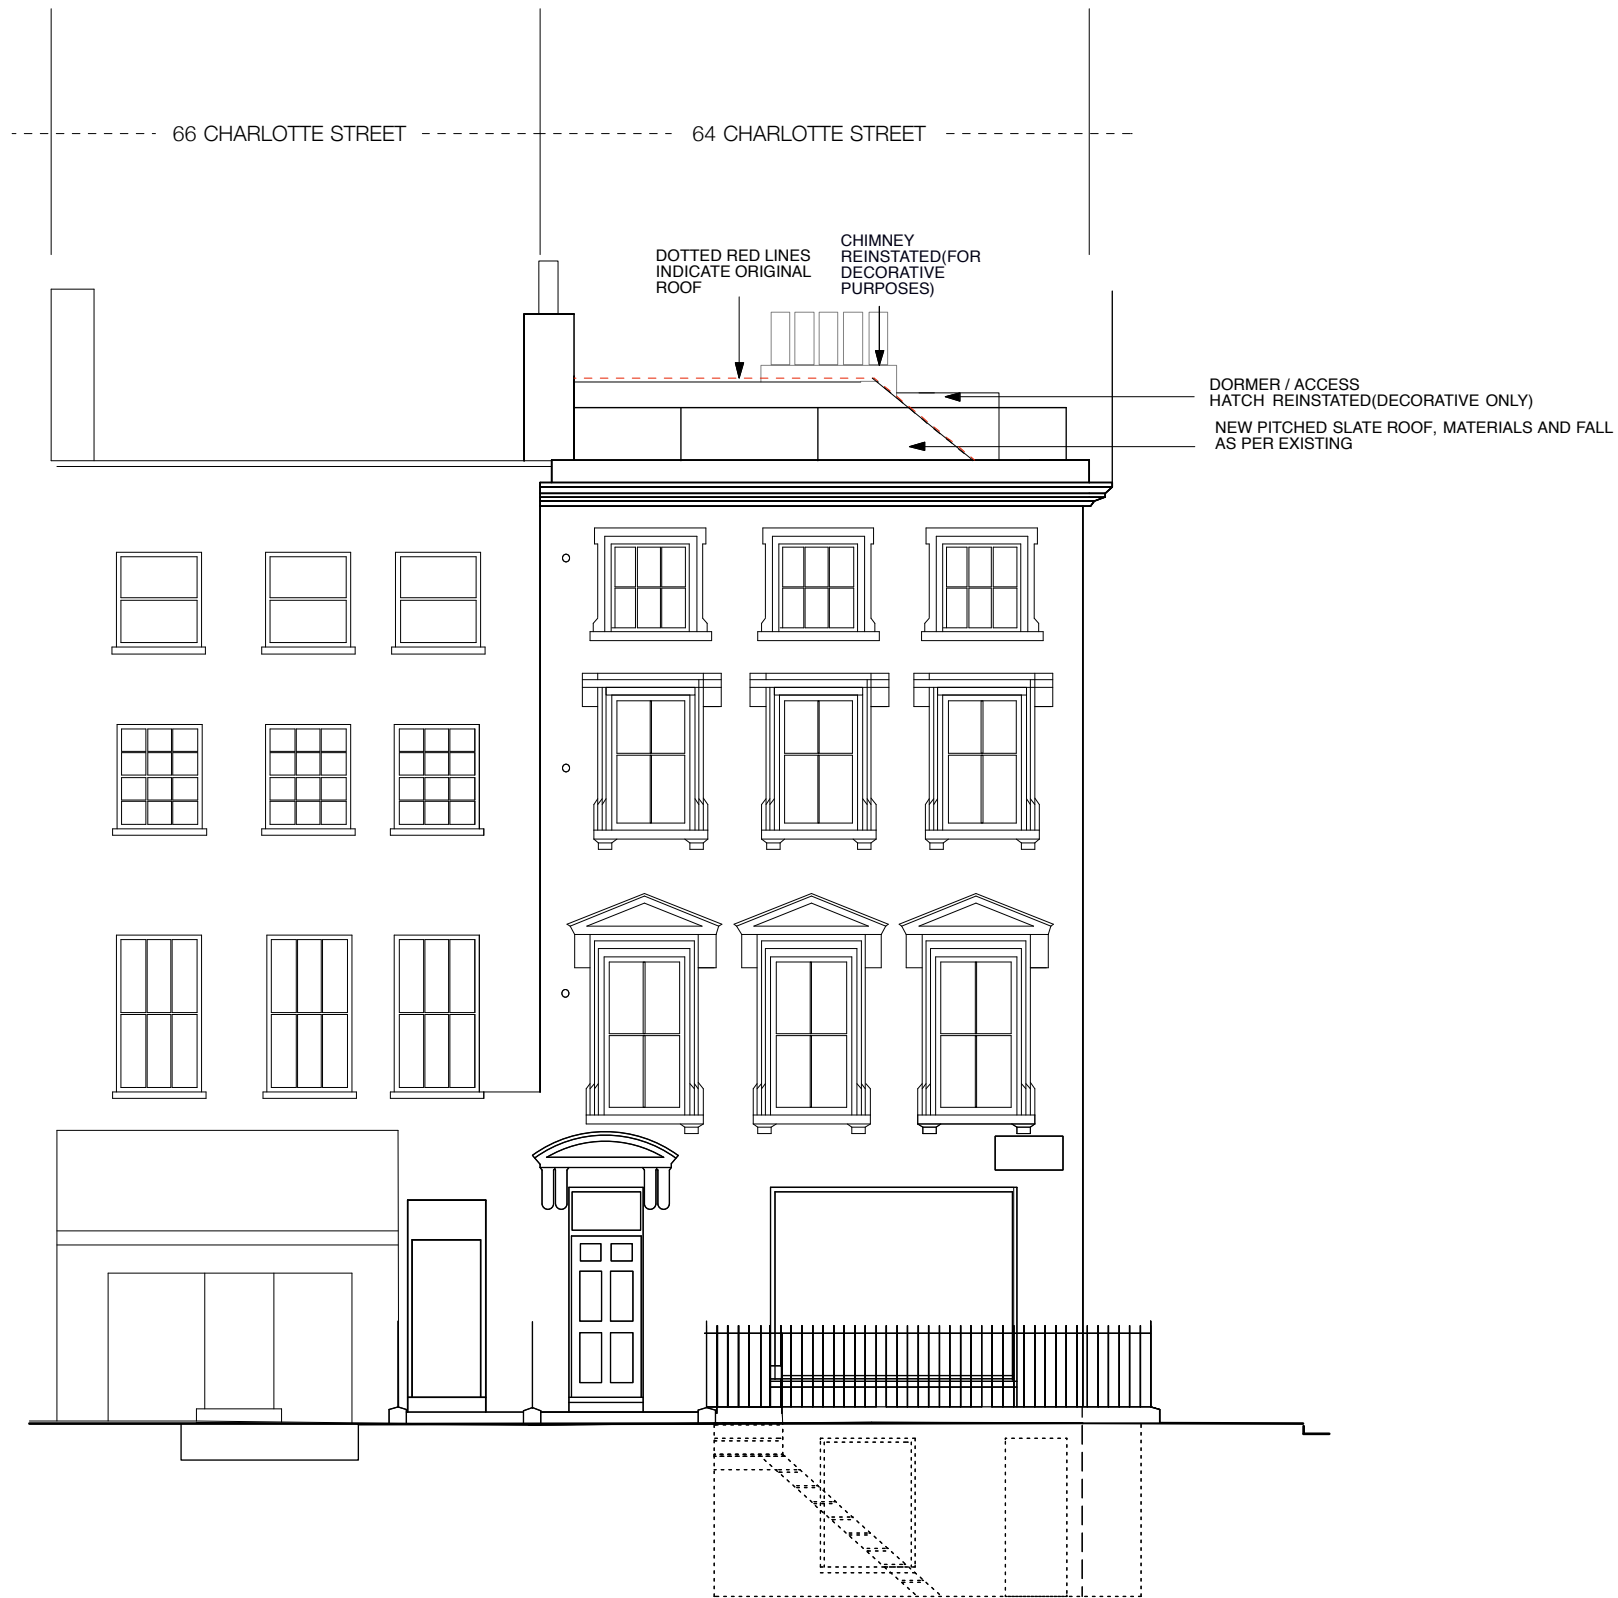 66 CHARLOTTE STREET
64 CHARLOTTE STREET
DOTTED RED LINES
INDICATE ORIGINAL
ROOF
CHIMNEY
REINSTATED(FOR
DECORATIVE
PURPOSES)
DORMER / ACCESS
HATCH REINSTATED(DECORATIVE ONLY)
NEW PITCHED SLATE ROOF, MATERIALS AND FALL
AS PER EXISTING